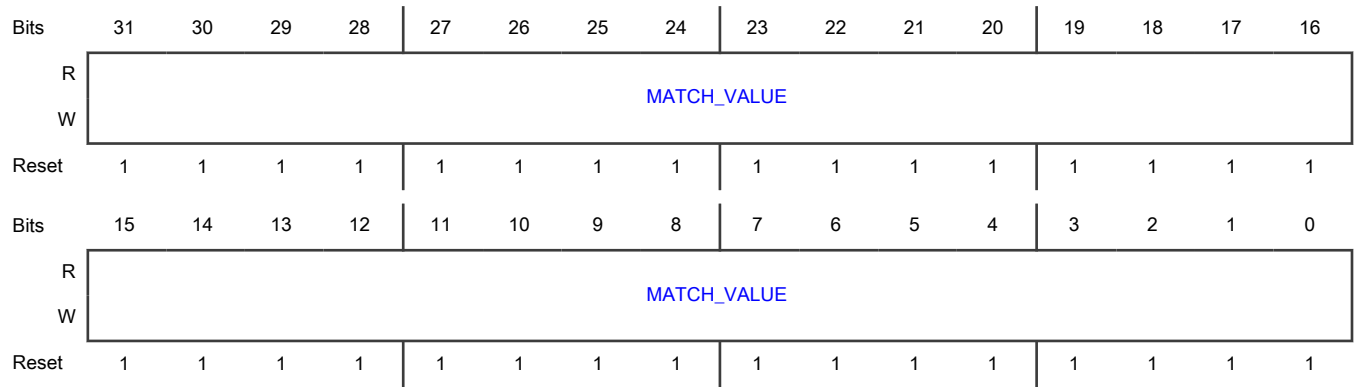 Bits 31 30 29 28 27 26 25 24 23 22 21 20 19 18 17 16
R
MATCH_VALUE
W
Reset 1 1 1 1 1 1 1 1 1 1 1 1 1 1 1 1
Bits 15 14 13 12 11 10 9 8 7 6 5 4 3 2 1 0
R
MATCH_VALUE
W
Reset 1 1 1 1 1 1 1 1 1 1 1 1 1 1 1 1